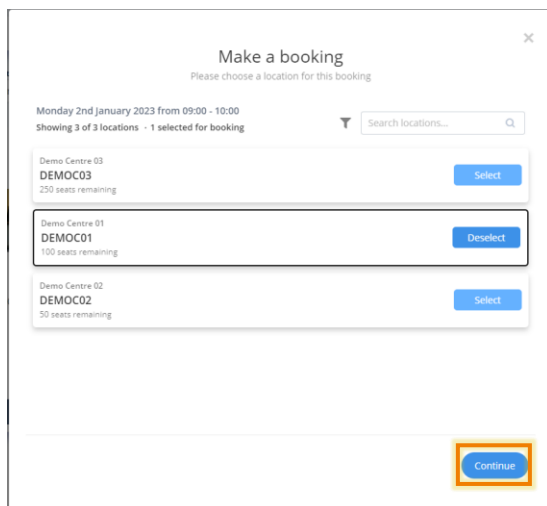 Make a booking
Please choose a location for this booking
Monday 2nd January 2023 from 09:00 - 10:00
Showing 3 of 3 locations · 1 selected for booking
Search locations...
Demo Centre 03
DEMOC03
250 seats remaining
Select
Demo Centre 01
DEMOC01
100 seats remaining
Deselect
Demo Centre 02
DEMOC02
50 seats remaining
Select
Continue